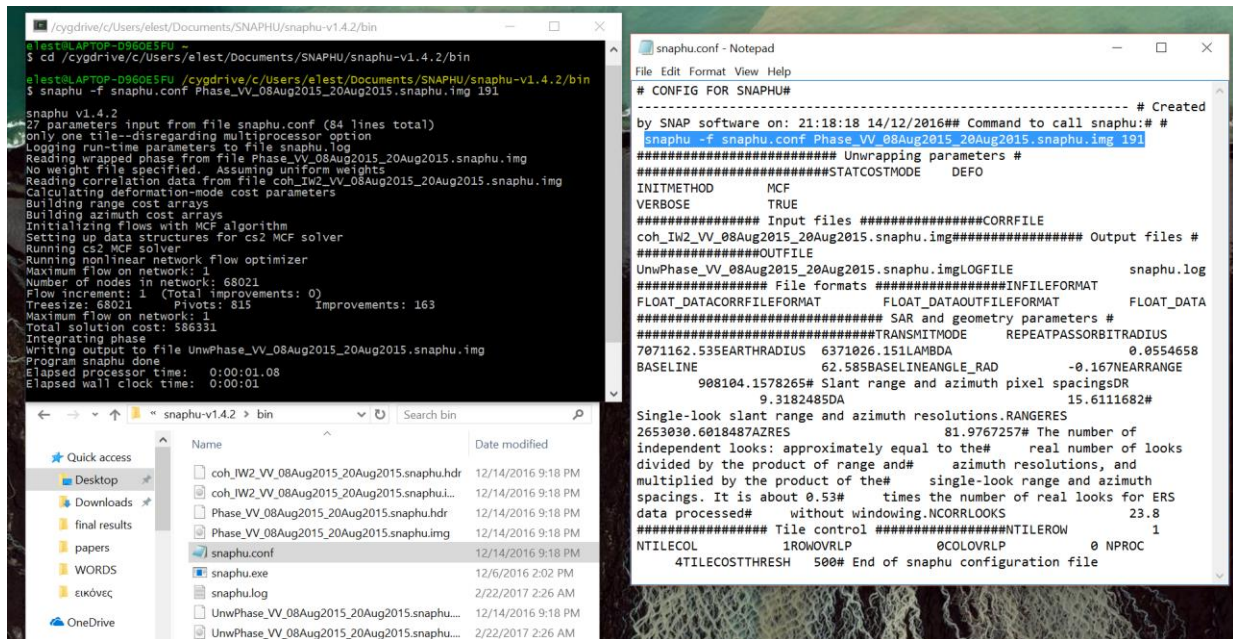 /cygdrive/c/Users/elest/Documents/SNAPHU/snaphu-v1.4.2/bin
elest@LAPTOP-D96OE5FU ~
$ cd /cygdrive/c/Users/elest/Documents/SNAPHU/snaphu-v1.4.2/bin
elest@LAPTOP-D96OE5FU /cygdrive/c/Users/elest/Documents/SNAPHU/snaphu-v1.4.2/bin
$ snaphu -f snaphu.conf Phase_VV_08Aug2015_20Aug2015.snaphu.img 191
snaphu v1.4.2
27 parameters input from file snaphu.conf (84 lines total)
only one tile--disregarding multiprocessor option
Logging run-time parameters to file snaphu.log
Reading wrapped phase from file Phase_VV_08Aug2015_20Aug2015.snaphu.img
No weight file specified.  Assuming uniform weights
Reading correlation data from file coh_IW2_VV_08Aug2015_20Aug2015.snaphu.img
Calculating deformation-mode cost parameters
Building range cost arrays
Building azimuth cost arrays
Initializing flows with MCF algorithm
Setting up data structures for cs2 MCF solver
Running cs2 MCF solver
Running nonlinear network flow optimizer
Maximum flow on network: 1
Number of nodes in network: 68021
Flow increment: 1  (Total improvements: 0)
Treesize: 68021     Pivots: 815      Improvements: 163
Maximum flow on network: 1
Total solution cost: 586331
Integrating phase
Writing output to file UnwPhase_VV_08Aug2015_20Aug2015.snaphu.img
Program snaphu done
Elapsed processor time:   0:00:01.08
Elapsed wall clock time:  0:00:01
« snaphu-v1.4.2 > bin
Search bin
Name
Date modified
Quick access
Desktop
Downloads
final results
papers
WORDS
εικόνες
OneDrive
coh_IW2_VV_08Aug2015_20Aug2015.snaphu.hdr 12/14/2016 9:18 PM
coh_IW2_VV_08Aug2015_20Aug2015.snaphu.i... 12/14/2016 9:18 PM
Phase_VV_08Aug2015_20Aug2015.snaphu.hdr 12/14/2016 9:18 PM
Phase_VV_08Aug2015_20Aug2015.snaphu.img 12/14/2016 9:18 PM
snaphu.conf 12/14/2016 9:18 PM
snaphu.exe 12/6/2016 2:02 PM
snaphu.log 2/22/2017 2:26 AM
UnwPhase_VV_08Aug2015_20Aug2015.snaphu.... 12/14/2016 9:18 PM
UnwPhase_VV_08Aug2015_20Aug2015.snaphu.... 2/22/2017 2:26 AM
snaphu.conf - Notepad
File Edit Format View Help
# CONFIG FOR SNAPHU#
----------------------------------------------------------------- # Created
by SNAP software on: 21:18:18 14/12/2016## Command to call snaphu:# #
snaphu -f snaphu.conf Phase_VV_08Aug2015_20Aug2015.snaphu.img 191
########################## Unwrapping parameters #
#########################STATCOSTMODE    DEFO
INITMETHOD      MCF
VERBOSE         TRUE
################ Input files ################CORRFILE
coh_IW2_VV_08Aug2015_20Aug2015.snaphu.img################# Output files #
################OUTFILE
UnwPhase_VV_08Aug2015_20Aug2015.snaphu.imgLOGFILE               snaphu.log
################# File formats #################INFILEFORMAT
FLOAT_DATACORRFILEFORMAT        FLOAT_DATAOUTFILEFORMAT         FLOAT_DATA
################################ SAR and geometry parameters #
###############################TRANSMITMODE    REPEATPASSORBITRADIUS
7071162.535EARTHRADIUS  6371026.151LAMBDA                       0.0554658
BASELINE                62.585BASELINEANGLE_RAD         -0.167NEARRANGE
908104.1578265# Slant range and azimuth pixel spacingsDR
9.3182485DA                             15.6111682#
Single-look slant range and azimuth resolutions.RANGERES
2653030.6018487AZRES                    81.9767257# The number of
independent looks: approximately equal to the#     real number of looks
divided by the product of range and#     azimuth resolutions, and
multiplied by the product of the#     single-look range and azimuth
spacings. It is about 0.53#     times the number of real looks for ERS
data processed#     without windowing.NCORRLOOKS                23.8
################# Tile control #################NTILEROW        1
NTILECOL           1ROWOVRLP           0COLOVRLP           0 NPROC
4TILECOSTTHRESH   500# End of snaphu configuration file